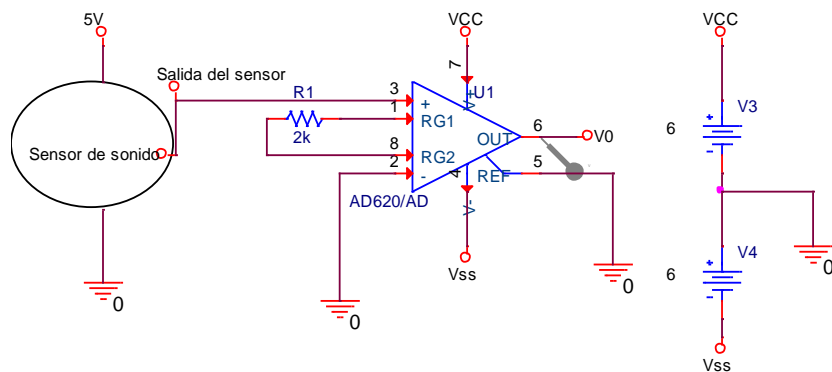 5V
VCC
VCC
Salida del sensor
R1
2k
3
1
8
2
7
4
U1
V+
+
RG1
RG2
-
OUT
REF
V-
6
5
V0
AD620/AD
Sensor de sonido
Vss
0
0
0
V3
6
+
-
0
V4
6
+
-
Vss